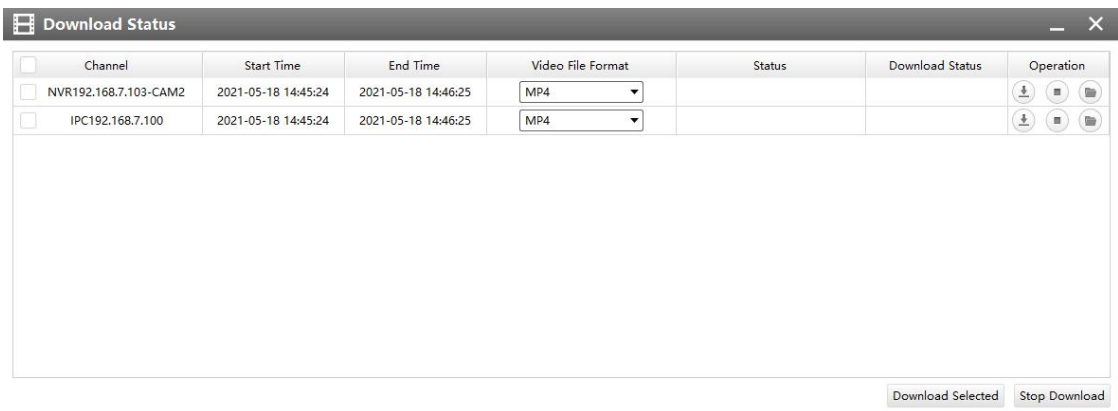 Download Status
Channel Start Time End Time Video File Format Status Download Status Operation
NVR192.168.7.103-CAM2 2021-05-18 14:45:24 2021-05-18 14:46:25 MP4
IPC192.168.7.100 2021-05-18 14:45:24 2021-05-18 14:46:25 MP4
Download Selected Stop Download